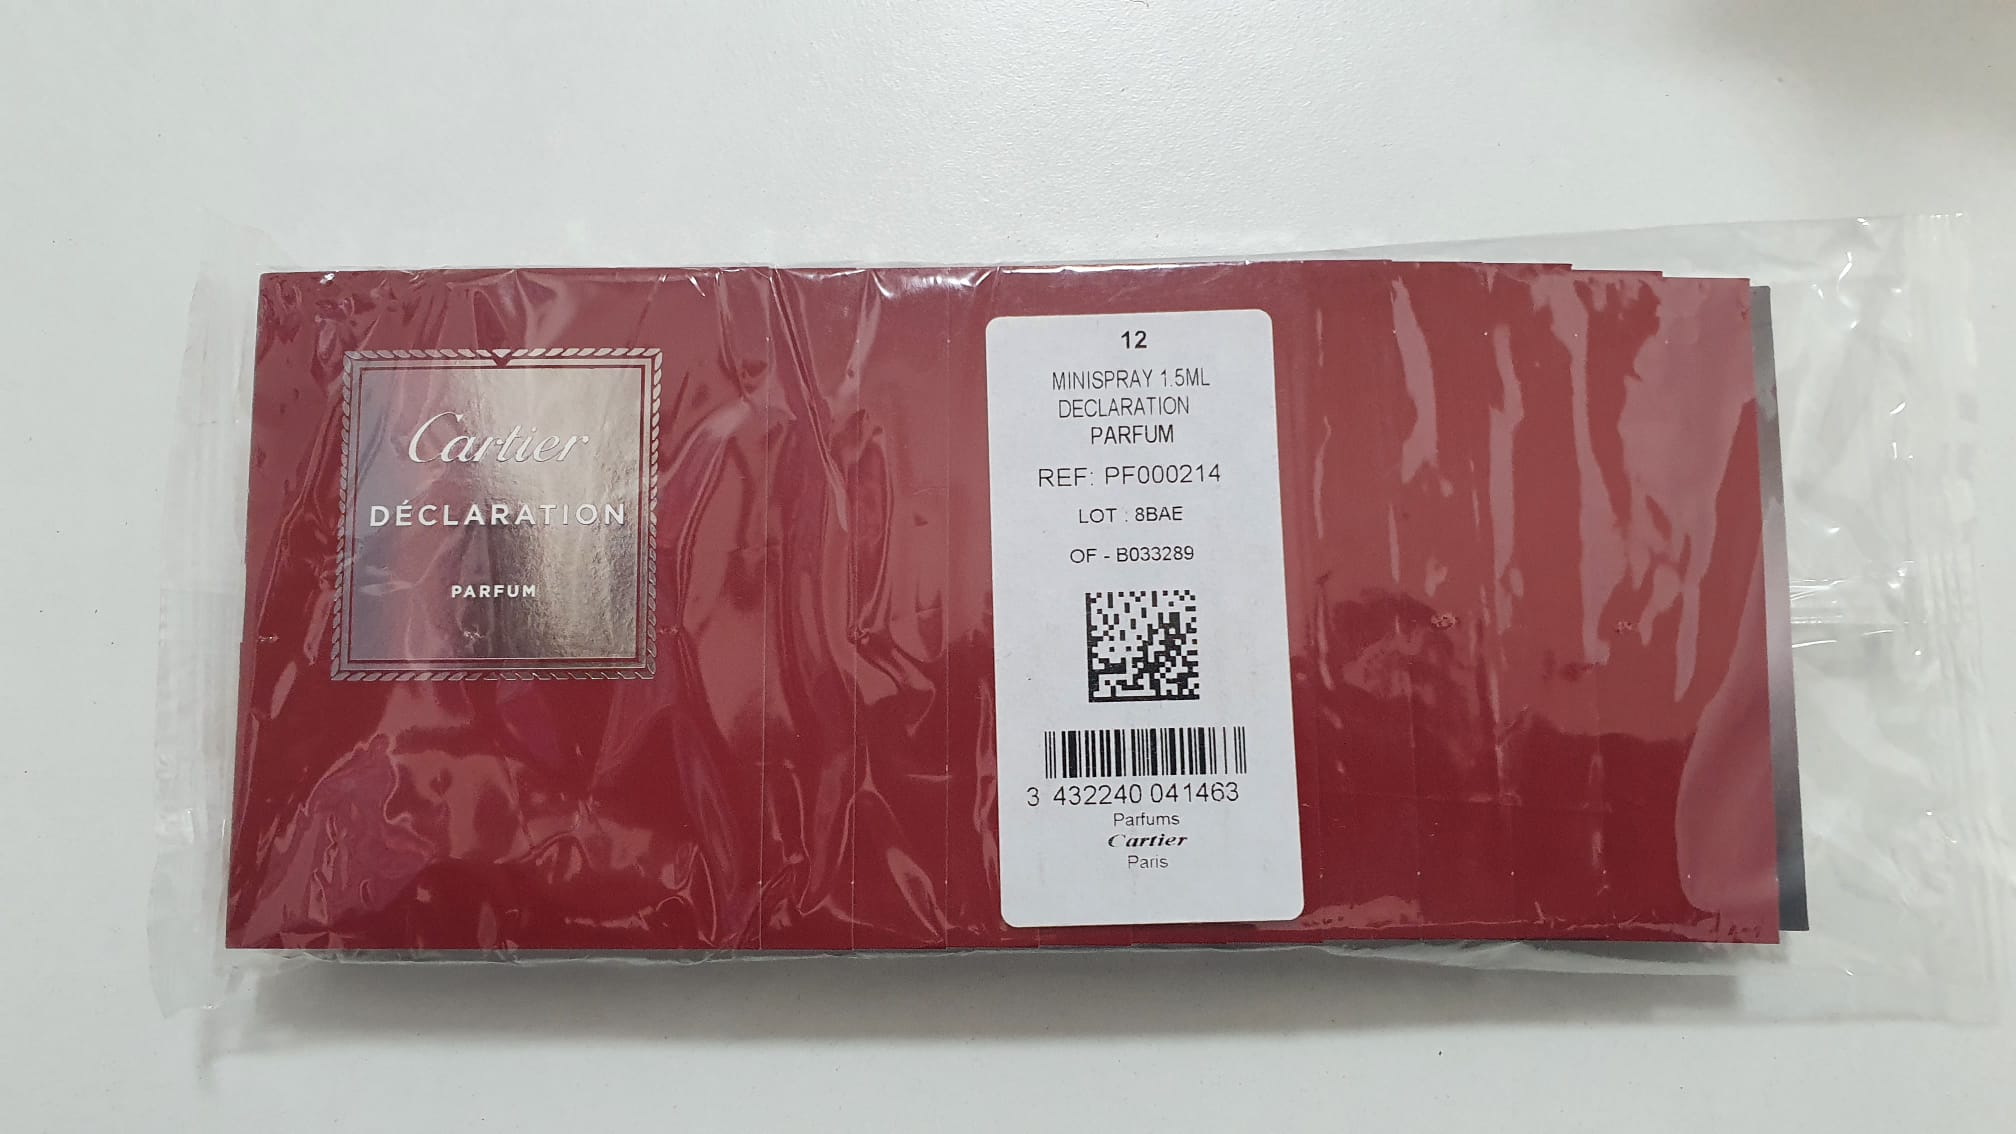 Cartier
DÉCLARATION
PARFUM
12
MINISPRAY 1.5ML
DECLARATION
PARFUM
REF: PF000214
LOT : 8BAE
OF - B033289
3 432240 041463
Parfums
Cartier
Paris